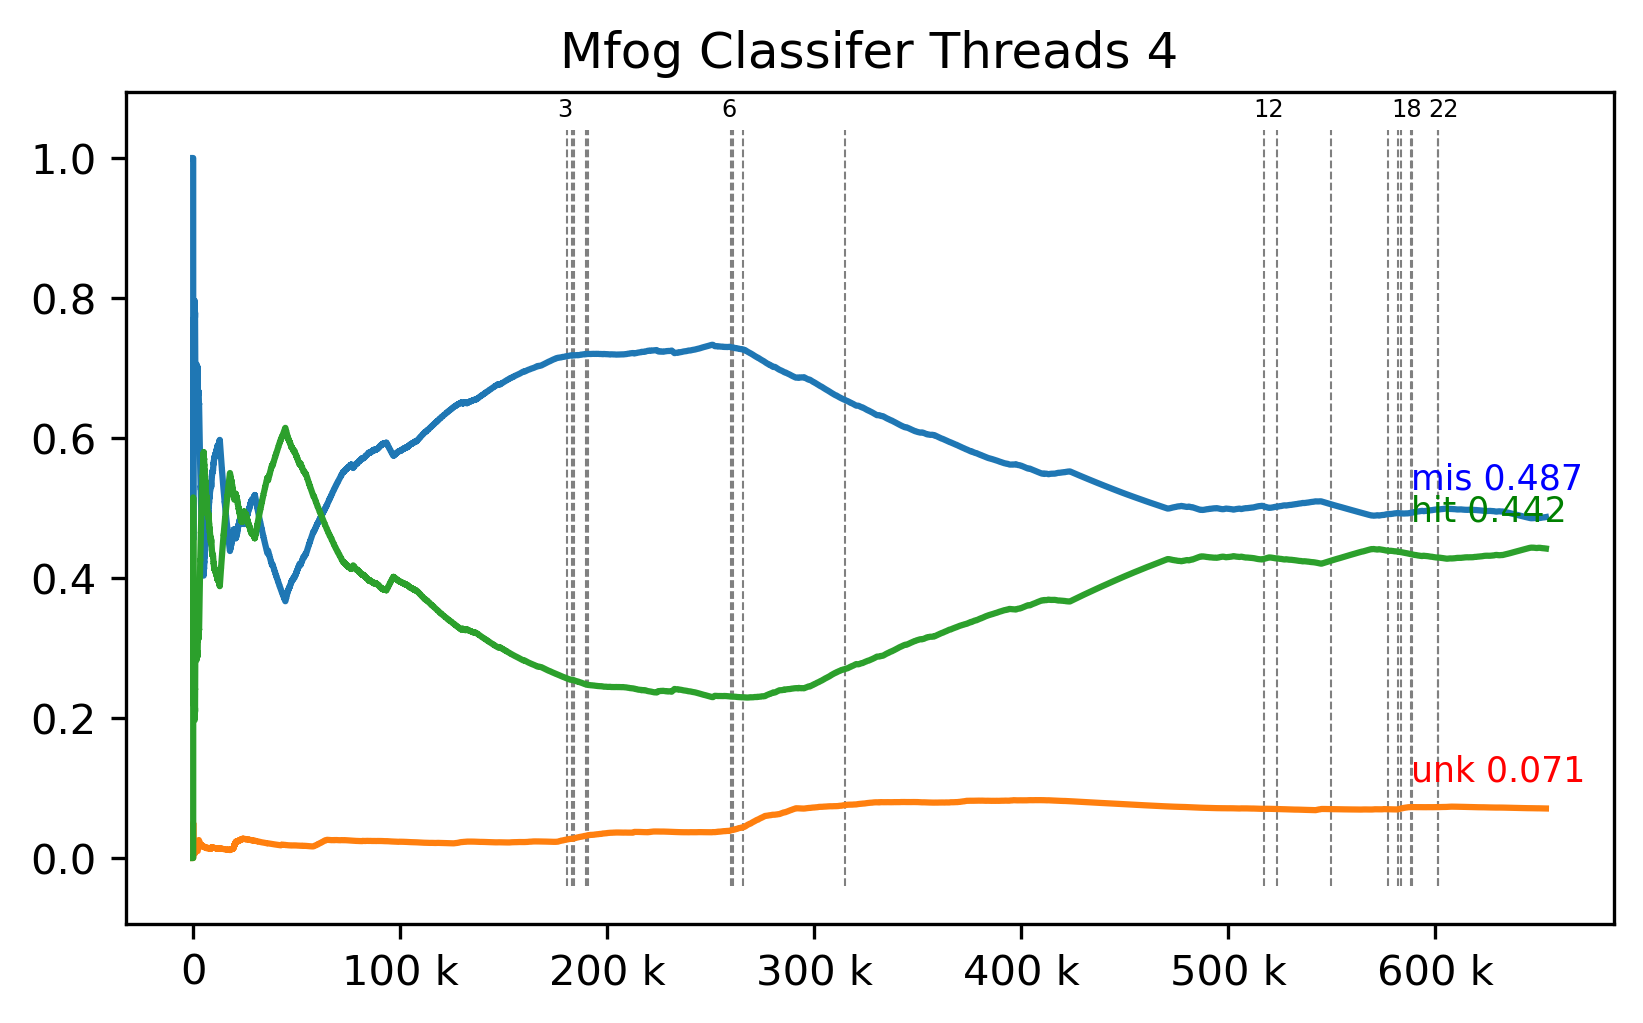 Mfog Classifer Threads 4
3 6 12 18 22
1.0
0.8
0.6
0.4
0.2
0.0
mis 0.487
hit 0.442
unk 0.071
0 100 k 200 k 300 k 400 k 500 k 600 k